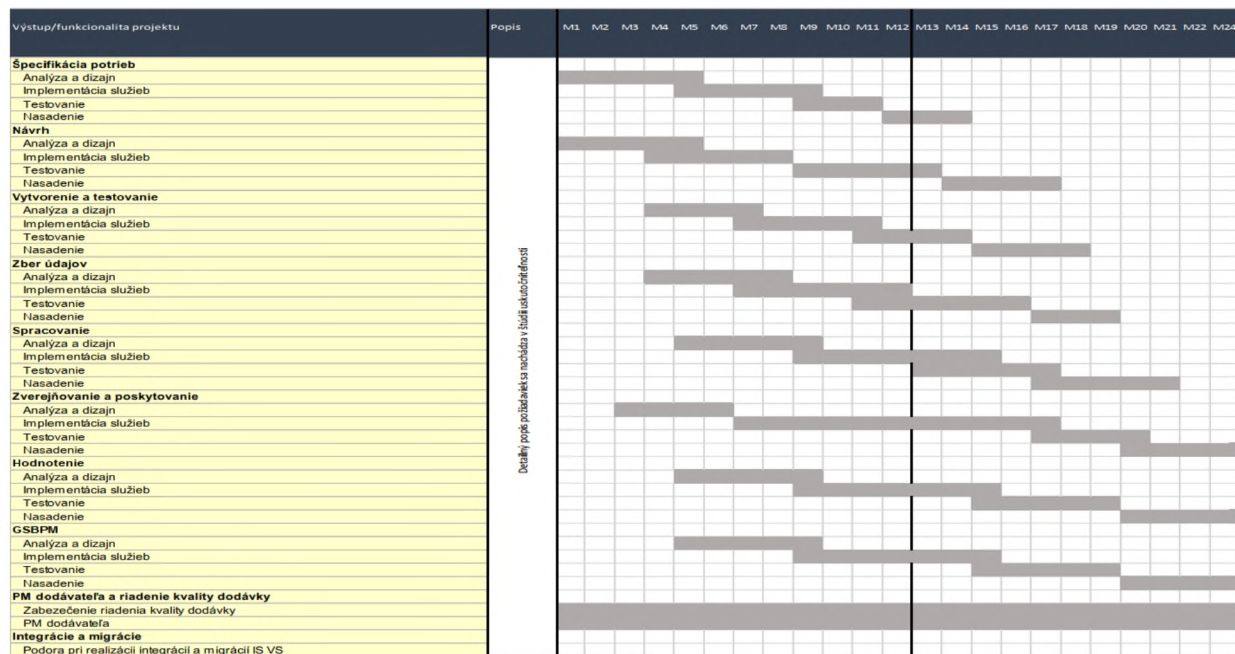 Výstup/funkcionalita projektu Popis M1 M2 M3 M4 M5 M6 M7 M8 M9 M10 M11 M12 M13 M14 M15 M16 M17 M18 M19 M20 M21 M22 M24
Špecifikácia potrieb
Analýza a dizajn
Implementácia služieb
Testovanie
Nasadenie
Návrh
Analýza a dizajn
Implementácia služieb
Testovanie
Nasadenie
Vytvorenie a testovanie
Analýza a dizajn
Implementácia služieb
Testovanie
Nasadenie
Zber údajov
Analýza a dizajn
Implementácia služieb
Testovanie
Nasadenie
Spracovanie
Analýza a dizajn
Implementácia služieb
Testovanie
Nasadenie
Zverejňovanie a poskytovanie
Analýza a dizajn
Implementácia služieb
Testovanie
Nasadenie
Hodnotenie
Analýza a dizajn
Implementácia služieb
Testovanie
Nasadenie
GSBPM
Analýza a dizajn
Implementácia služieb
Testovanie
Nasadenie
PM dodávateľa a riadenie kvality dodávky
Zabezečenie riadenia kvality dodávky
PM dodávateľa
Integrácie a migrácie
Podora pri realizácii integrácií a migrácií IS VS
Detailný popis požiadaviek sa nachádza v štúdii uskutočniteľnosti